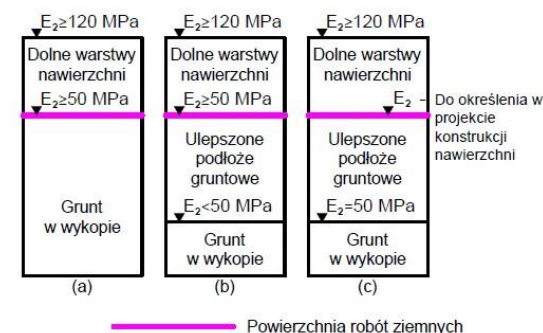 E₂≥120 MPa
Dolne warstwy
nawierzchni
E₂≥50 MPa
Grunt
w wykopie
(a)
E₂≥120 MPa
Dolne warstwy
nawierzchni
E₂≥50 MPa
Ulepszone
podłoże
gruntowe
E₂<50 MPa
Grunt
w wykopie
(b)
E₂≥120 MPa
Dolne warstwy
nawierzchni
E₂ - Do określenia w
projekcie
konstrukcji
nawierzchni
Ulepszone
podłoże
gruntowe
E₂=50 MPa
Grunt
w wykopie
(c)
Powierzchnia robót ziemnych